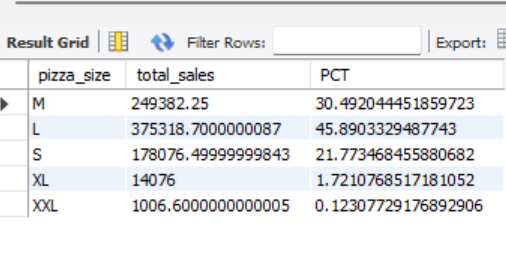 Result Grid Filter Rows: Export:
pizza_size total_sales PCT
M 249382.25 30.492044451859723
L 375318.7000000087 45.8903329487743
S 178076.49999999843 21.773468455880682
XL 14076 1.7210768517181052
XXL 1006.6000000000005 0.12307729176892906